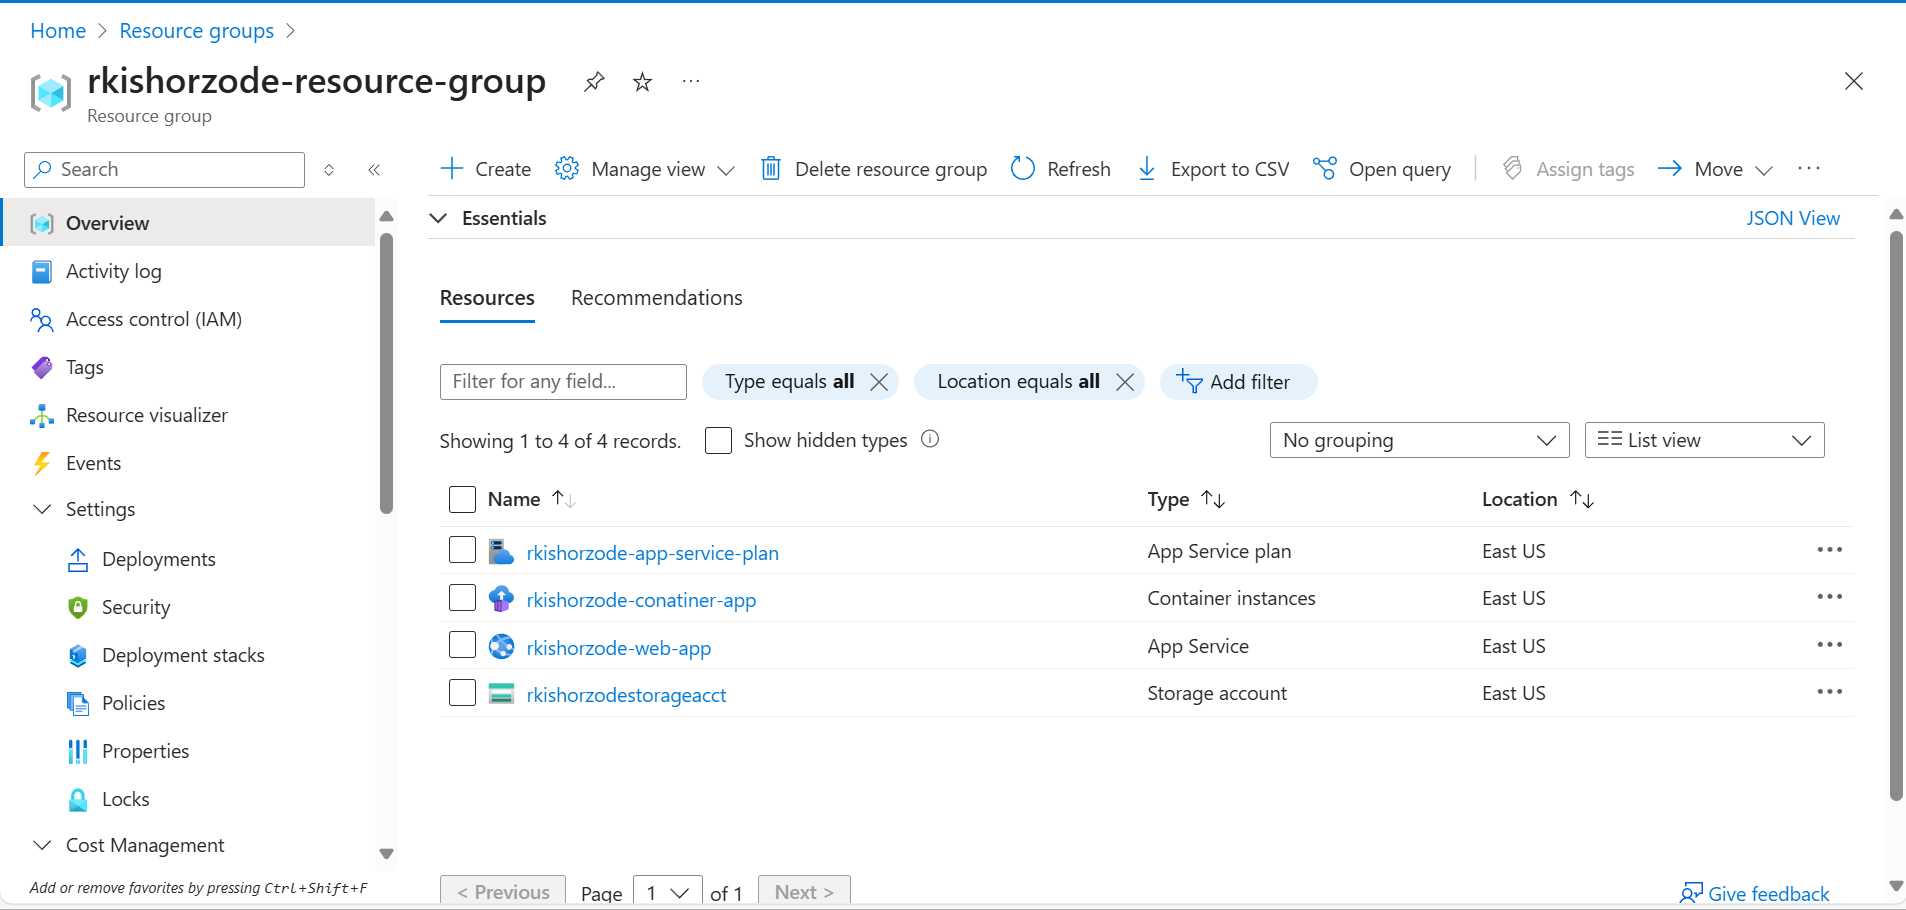 Home > Resource groups >
rkishorzode-resource-group
Resource group
Search
Create Manage view Delete resource group Refresh Export to CSV Open query Assign tags Move
Overview
Activity log
Access control (IAM)
Tags
Resource visualizer
Events
Settings
Deployments
Security
Deployment stacks
Policies
Properties
Locks
Cost Management
Add or remove favorites by pressing Ctrl+Shift+F
Essentials JSON View
Resources Recommendations
Filter for any field... Type equals all Location equals all Add filter
Showing 1 to 4 of 4 records. Show hidden types No grouping List view
Name Type Location
rkishorzode-app-service-plan App Service plan East US
rkishorzode-conatiner-app Container instances East US
rkishorzode-web-app App Service East US
rkishorzodestorageacct Storage account East US
< Previous Page 1 of 1 Next > Give feedback